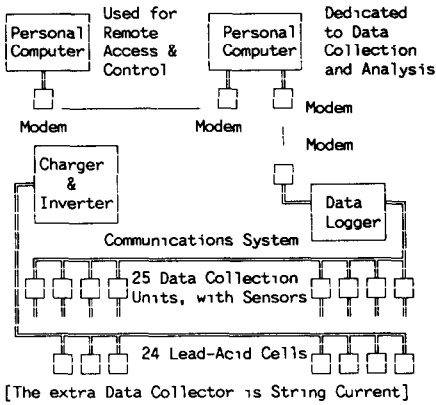 Personal Computer
Used for Remote Access & Control
Personal Computer
Dedicated to Data Collection and Analysis
Modem
Modem
Modem
Modem
Charger & Inverter
Data Logger
Communications System
25 Data Collection
Units, with Sensors
24 Lead-Acid Cells
[The extra Data Collector is String Current]